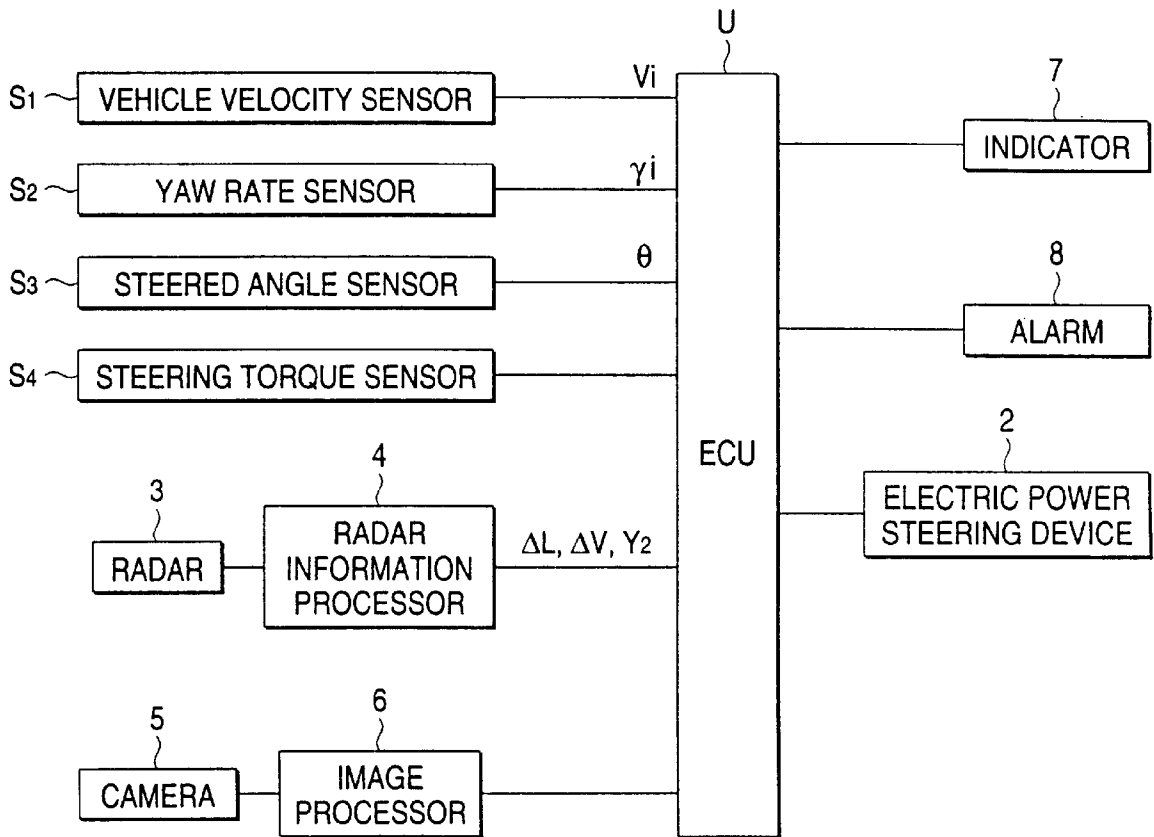 U
S1 VEHICLE VELOCITY SENSOR Vi
S2 YAW RATE SENSOR γi
S3 STEERED ANGLE SENSOR θ
S4 STEERING TORQUE SENSOR
3
RADAR
4
RADAR
INFORMATION
PROCESSOR
ΔL, ΔV, Y2
5
CAMERA
6
IMAGE
PROCESSOR
ECU
7
INDICATOR
8
ALARM
2
ELECTRIC POWER
STEERING DEVICE